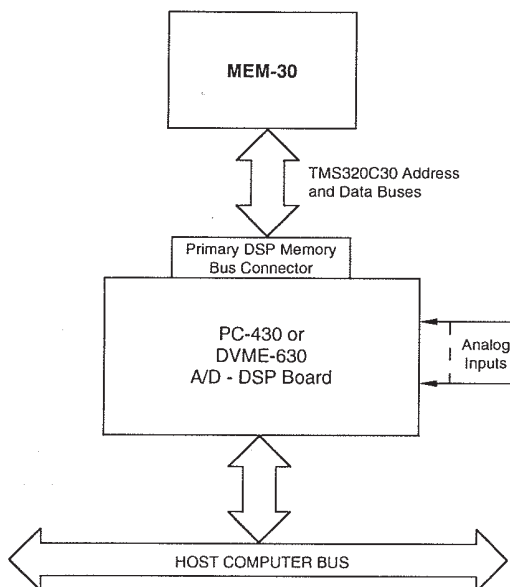 MEM-30
TMS320C30 Address
and Data Buses
Primary DSP Memory
Bus Connector
PC-430 or
DVME-630
A/D - DSP Board
Analog
Inputs
HOST COMPUTER BUS